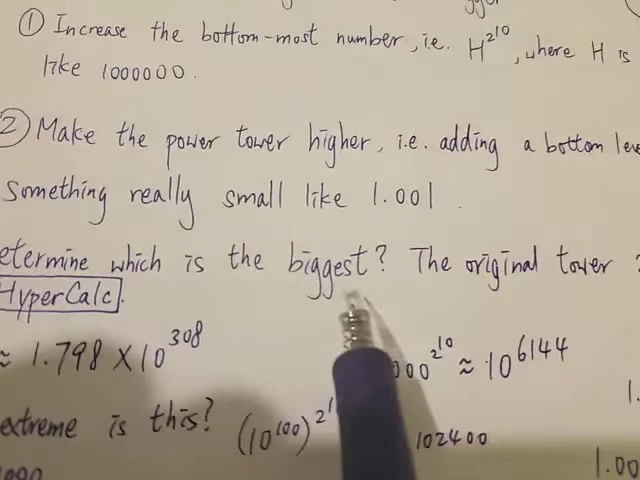 ① Increase the bottom-most number, i.e. H^2^10, where H is
like 1000000.
② Make the power tower higher, i.e. adding a bottom
Something really small like 1.001.
etermine which is the biggest? The original tower
HyperCalc.
≈ 1.798 × 10^308 000^2^10 ≈ 10^6144
extreme is this? (10^100)^2^1 102400
1.00